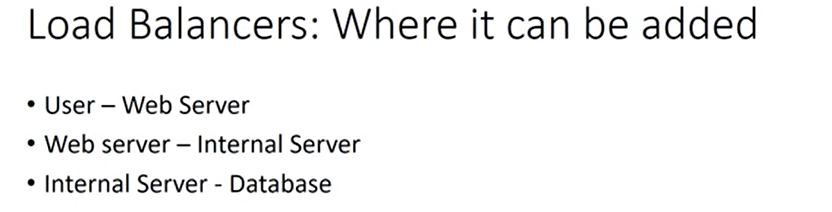 Load Balancers: Where it can be added
• User – Web Server
• Web server – Internal Server
• Internal Server - Database